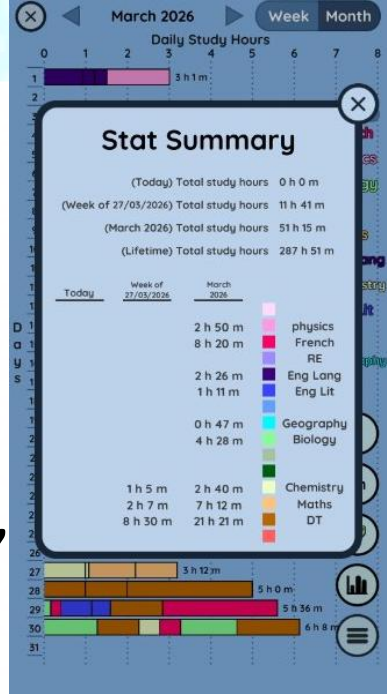 March 2026
Week Month
Daily Study Hours
0 1 2 3 4 5 6 7 8
1 3 h 1 m
2
Stat Summary
(Today) Total study hours 0 h 0 m
(Week of 27/03/2026) Total study hours 11 h 41 m
(March 2026) Total study hours 51 h 15 m
(Lifetime) Total study hours 287 h 51 m
Today Week of 27/03/2026 March 2026
2 h 50 m physics
8 h 20 m French
RE
2 h 26 m Eng Lang
1 h 11 m Eng Lit
0 h 47 m Geography
4 h 28 m Biology
1 h 5 m 2 h 40 m Chemistry
2 h 7 m 7 h 12 m Maths
8 h 30 m 21 h 21 m DT
Days
26
27 3 h 12 m
28 5 h 0 m
29 5 h 36 m
30 6 h 8 m
31